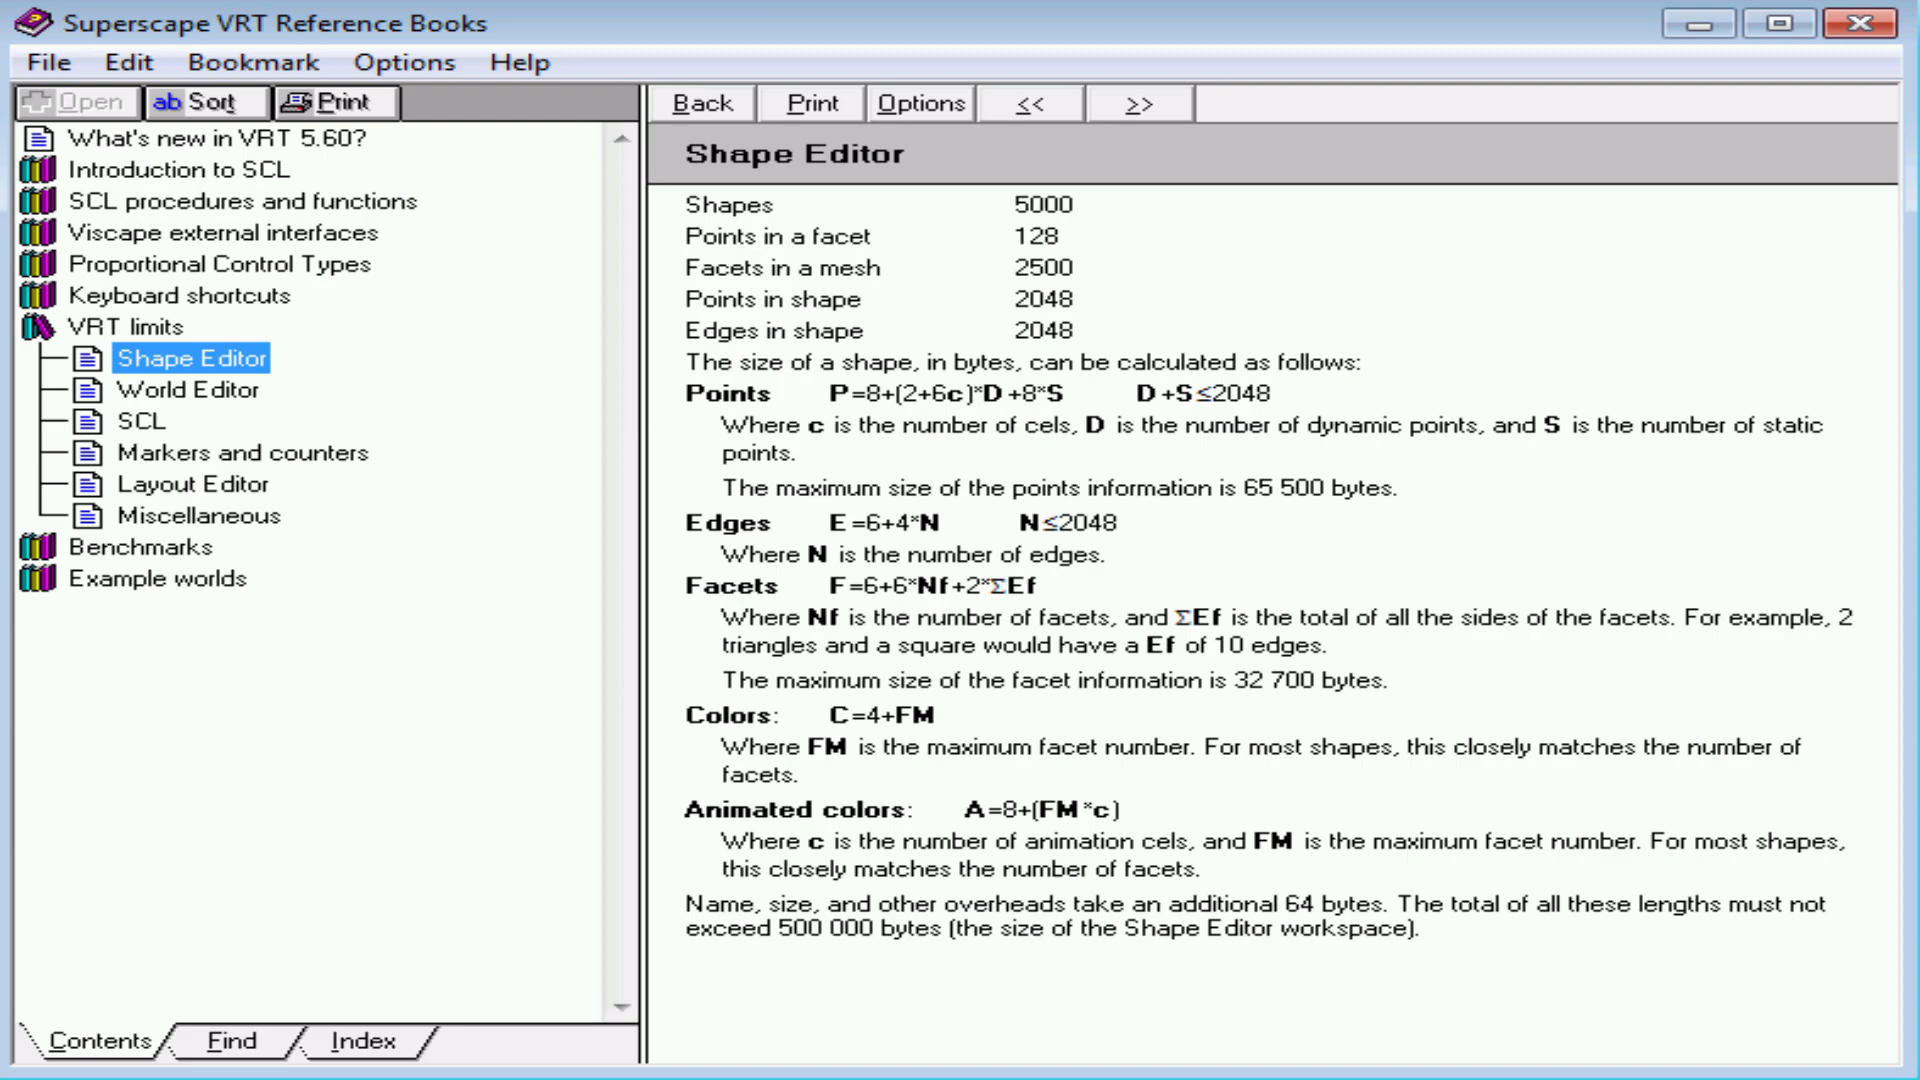 Superscape VRT Reference Books
File Edit Bookmark Options Help
Open ab Sort Print
What's new in VRT 5.60?
Introduction to SCL
SCL procedures and functions
Viscape external interfaces
Proportional Control Types
Keyboard shortcuts
VRT limits
Shape Editor
World Editor
SCL
Markers and counters
Layout Editor
Miscellaneous
Benchmarks
Example worlds
Contents Find Index
Back Print Options << >>
Shape Editor
Shapes 5000
Points in a facet 128
Facets in a mesh 2500
Points in shape 2048
Edges in shape 2048
The size of a shape, in bytes, can be calculated as follows:
Points P=8+(2+6c)*D+8*S D+S≤2048
Where c is the number of cels, D is the number of dynamic points, and S is the number of static
points.
The maximum size of the points information is 65 500 bytes.
Edges E=6+4*N N≤2048
Where N is the number of edges.
Facets F=6+6*Nf+2*ΣEf
Where Nf is the number of facets, and ΣEf is the total of all the sides of the facets. For example, 2
triangles and a square would have a Ef of 10 edges.
The maximum size of the facet information is 32 700 bytes.
Colors: C=4+FM
Where FM is the maximum facet number. For most shapes, this closely matches the number of
facets.
Animated colors: A=8+(FM*c)
Where c is the number of animation cels, and FM is the maximum facet number. For most shapes,
this closely matches the number of facets.
Name, size, and other overheads take an additional 64 bytes. The total of all these lengths must not
exceed 500 000 bytes (the size of the Shape Editor workspace).